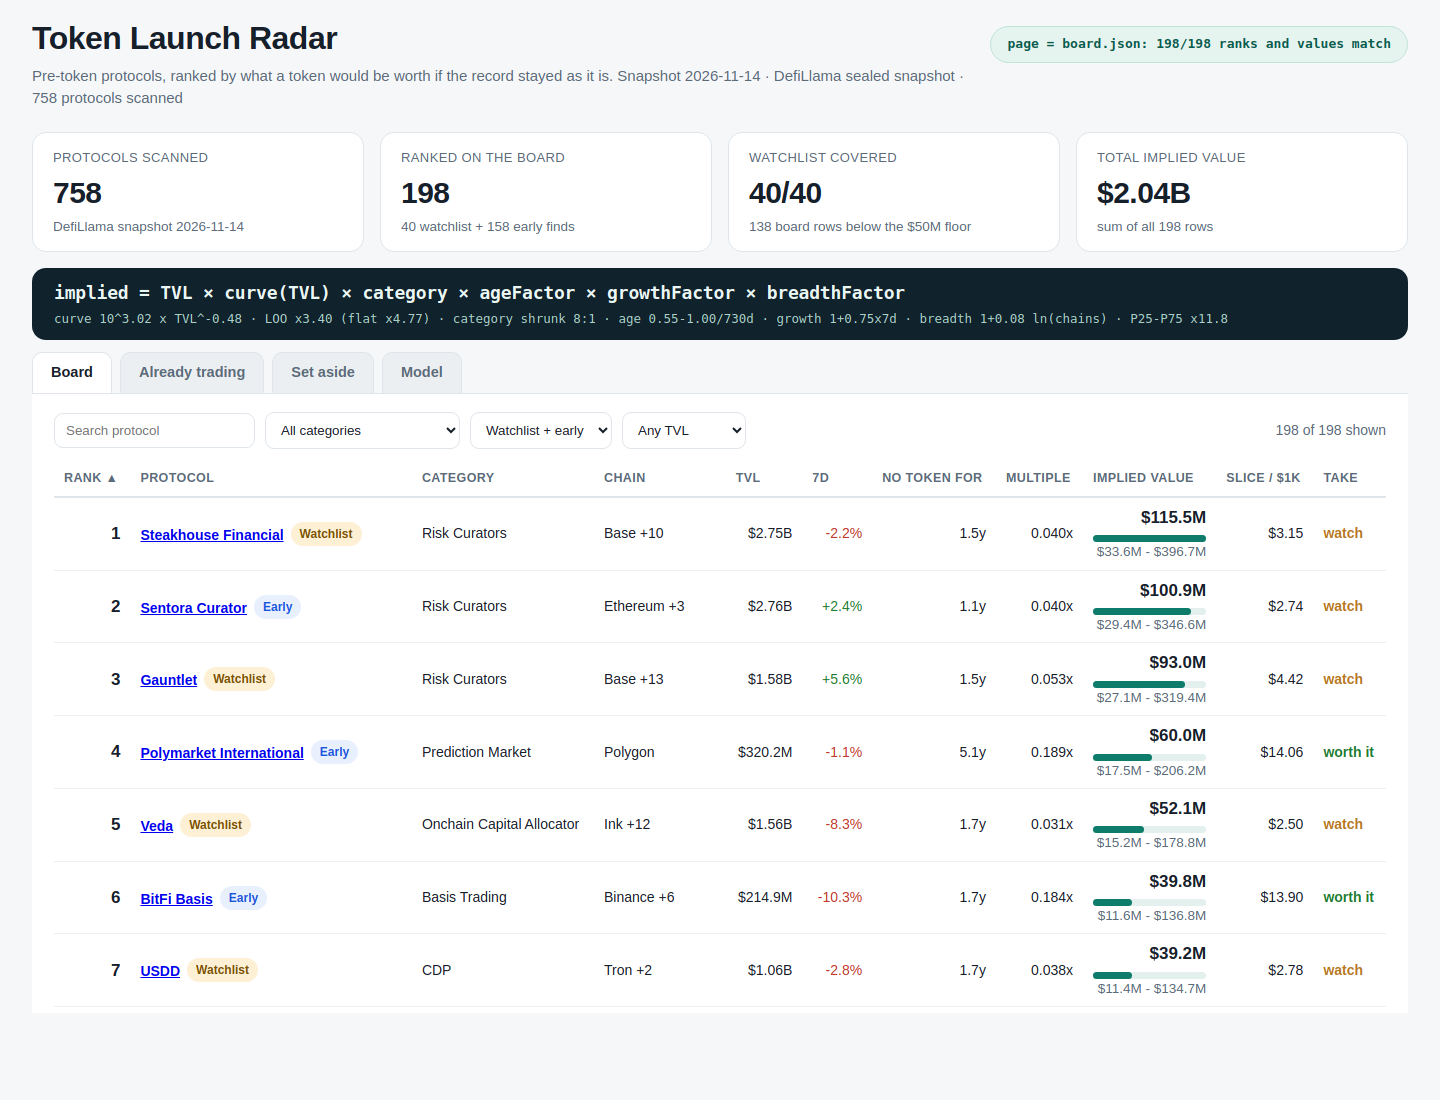 Token Launch Radar
page = board.json: 198/198 ranks and values match
Pre-token protocols, ranked by what a token would be worth if the record stayed as it is. Snapshot 2026-11-14 · DefiLlama sealed snapshot ·
758 protocols scanned
PROTOCOLS SCANNED
758
DefiLlama snapshot 2026-11-14
RANKED ON THE BOARD
198
40 watchlist + 158 early finds
WATCHLIST COVERED
40/40
138 board rows below the $50M floor
TOTAL IMPLIED VALUE
$2.04B
sum of all 198 rows
implied = TVL × curve(TVL) × category × ageFactor × growthFactor × breadthFactor
curve 10^3.02 x TVL^-0.48 · LOO x3.40 (flat x4.77) · category shrunk 8:1 · age 0.55-1.00/730d · growth 1+0.75x7d · breadth 1+0.08 ln(chains) · P25-P75 x11.8
Board Already trading Set aside Model
Search protocol All categories Watchlist + early Any TVL 198 of 198 shown
RANK ▲ PROTOCOL CATEGORY CHAIN TVL 7D NO TOKEN FOR MULTIPLE IMPLIED VALUE SLICE / $1K TAKE
1 Steakhouse Financial Watchlist Risk Curators Base +10 $2.75B -2.2% 1.5y 0.040x $115.5M $3.15 watch
$33.6M - $396.7M
2 Sentora Curator Early Risk Curators Ethereum +3 $2.76B +2.4% 1.1y 0.040x $100.9M $2.74 watch
$29.4M - $346.6M
3 Gauntlet Watchlist Risk Curators Base +13 $1.58B +5.6% 1.5y 0.053x $93.0M $4.42 watch
$27.1M - $319.4M
4 Polymarket International Early Prediction Market Polygon $320.2M -1.1% 5.1y 0.189x $60.0M $14.06 worth it
$17.5M - $206.2M
5 Veda Watchlist Onchain Capital Allocator Ink +12 $1.56B -8.3% 1.7y 0.031x $52.1M $2.50 watch
$15.2M - $178.8M
6 BitFi Basis Early Basis Trading Binance +6 $214.9M -10.3% 1.7y 0.184x $39.8M $13.90 worth it
$11.6M - $136.8M
7 USDD Watchlist CDP Tron +2 $1.06B -2.8% 1.7y 0.038x $39.2M $2.78 watch
$11.4M - $134.7M